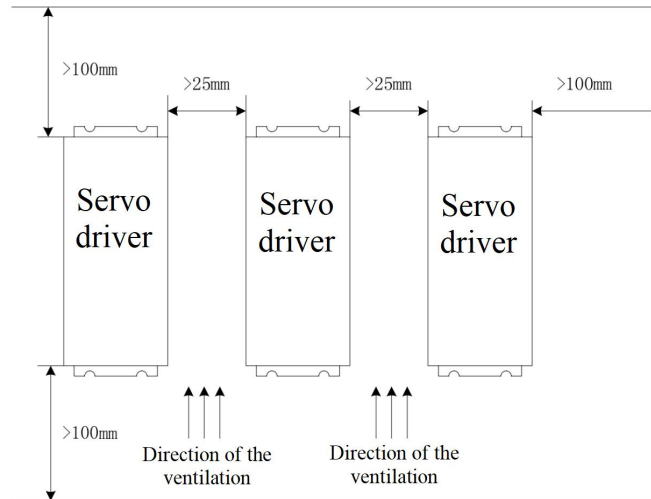 >100mm
>25mm
>25mm
>100mm
Servo
driver
Servo
driver
Servo
driver
>100mm
Direction of the
ventilation
Direction of the
ventilation